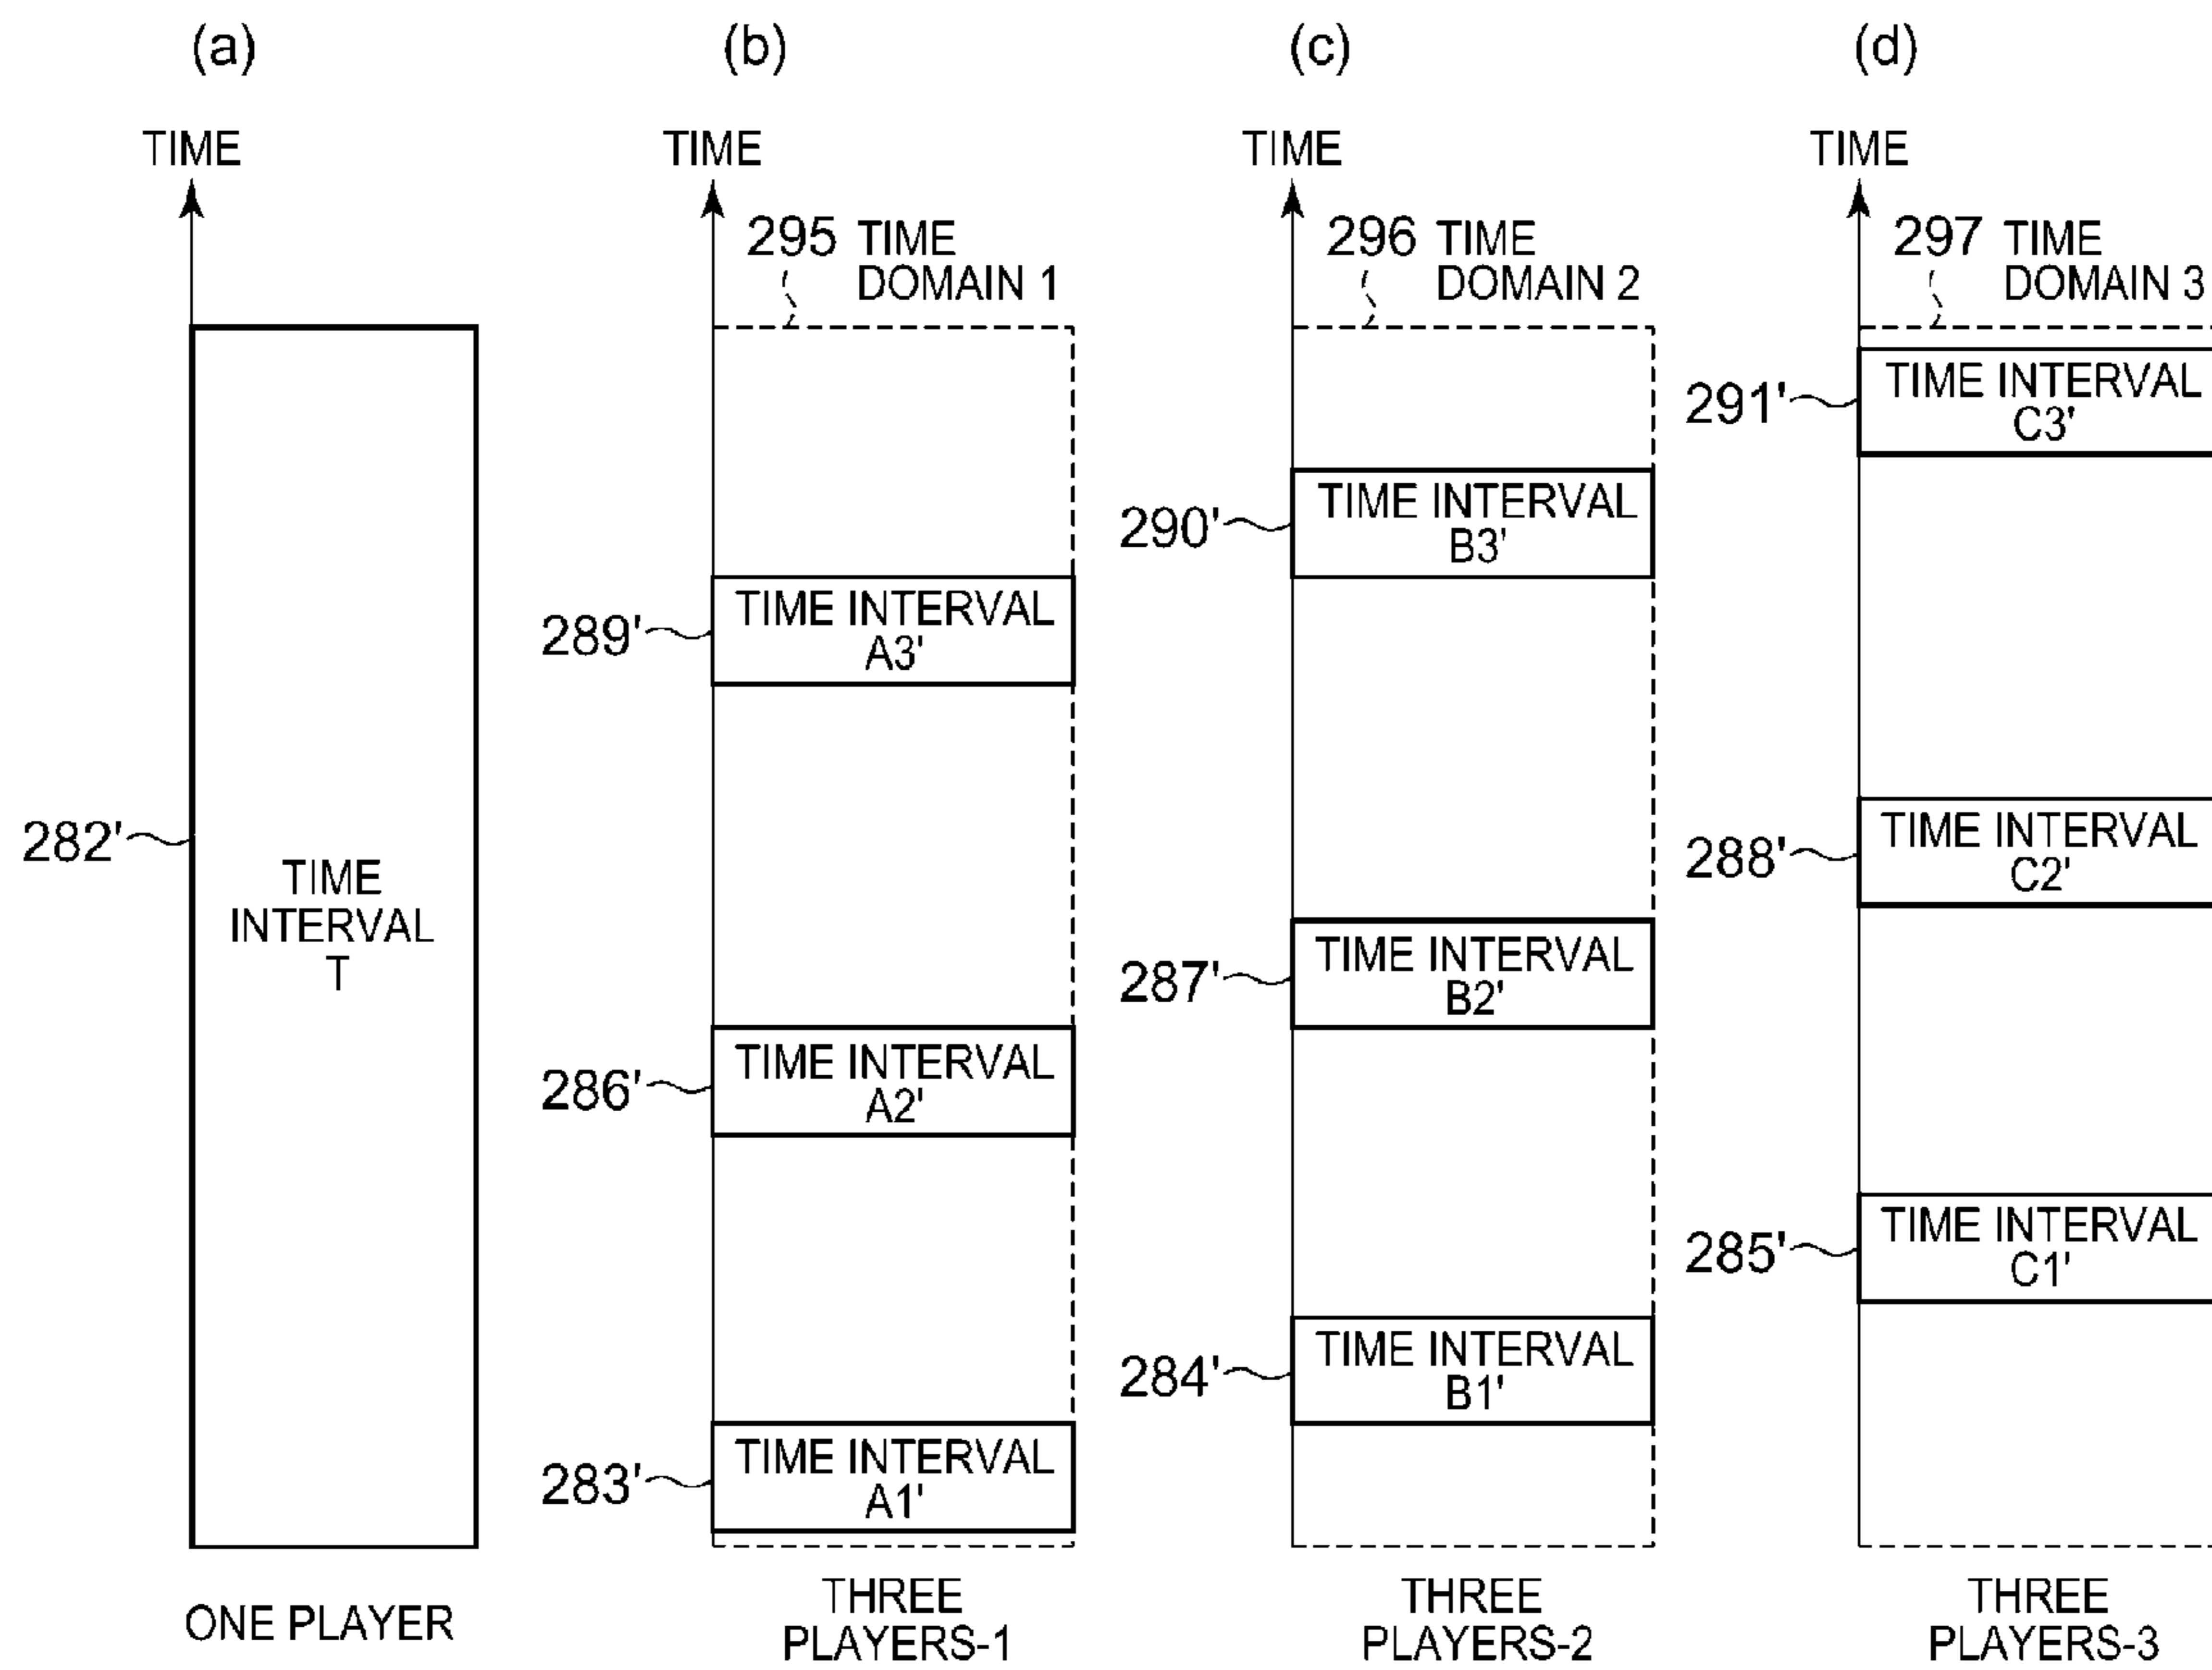 (a)
TIME
282'
TIME
INTERVAL
T
ONE PLAYER
(b)
TIME
295 TIME
DOMAIN 1
289'
TIME INTERVAL
A3'
286'
TIME INTERVAL
A2'
283'
TIME INTERVAL
A1'
THREE
PLAYERS-1
(c)
TIME
296 TIME
DOMAIN 2
290'
TIME INTERVAL
B3'
287'
TIME INTERVAL
B2'
284'
TIME INTERVAL
B1'
THREE
PLAYERS-2
(d)
TIME
297 TIME
DOMAIN 3
291'
TIME INTERVAL
C3'
288'
TIME INTERVAL
C2'
285'
TIME INTERVAL
C1'
THREE
PLAYERS-3